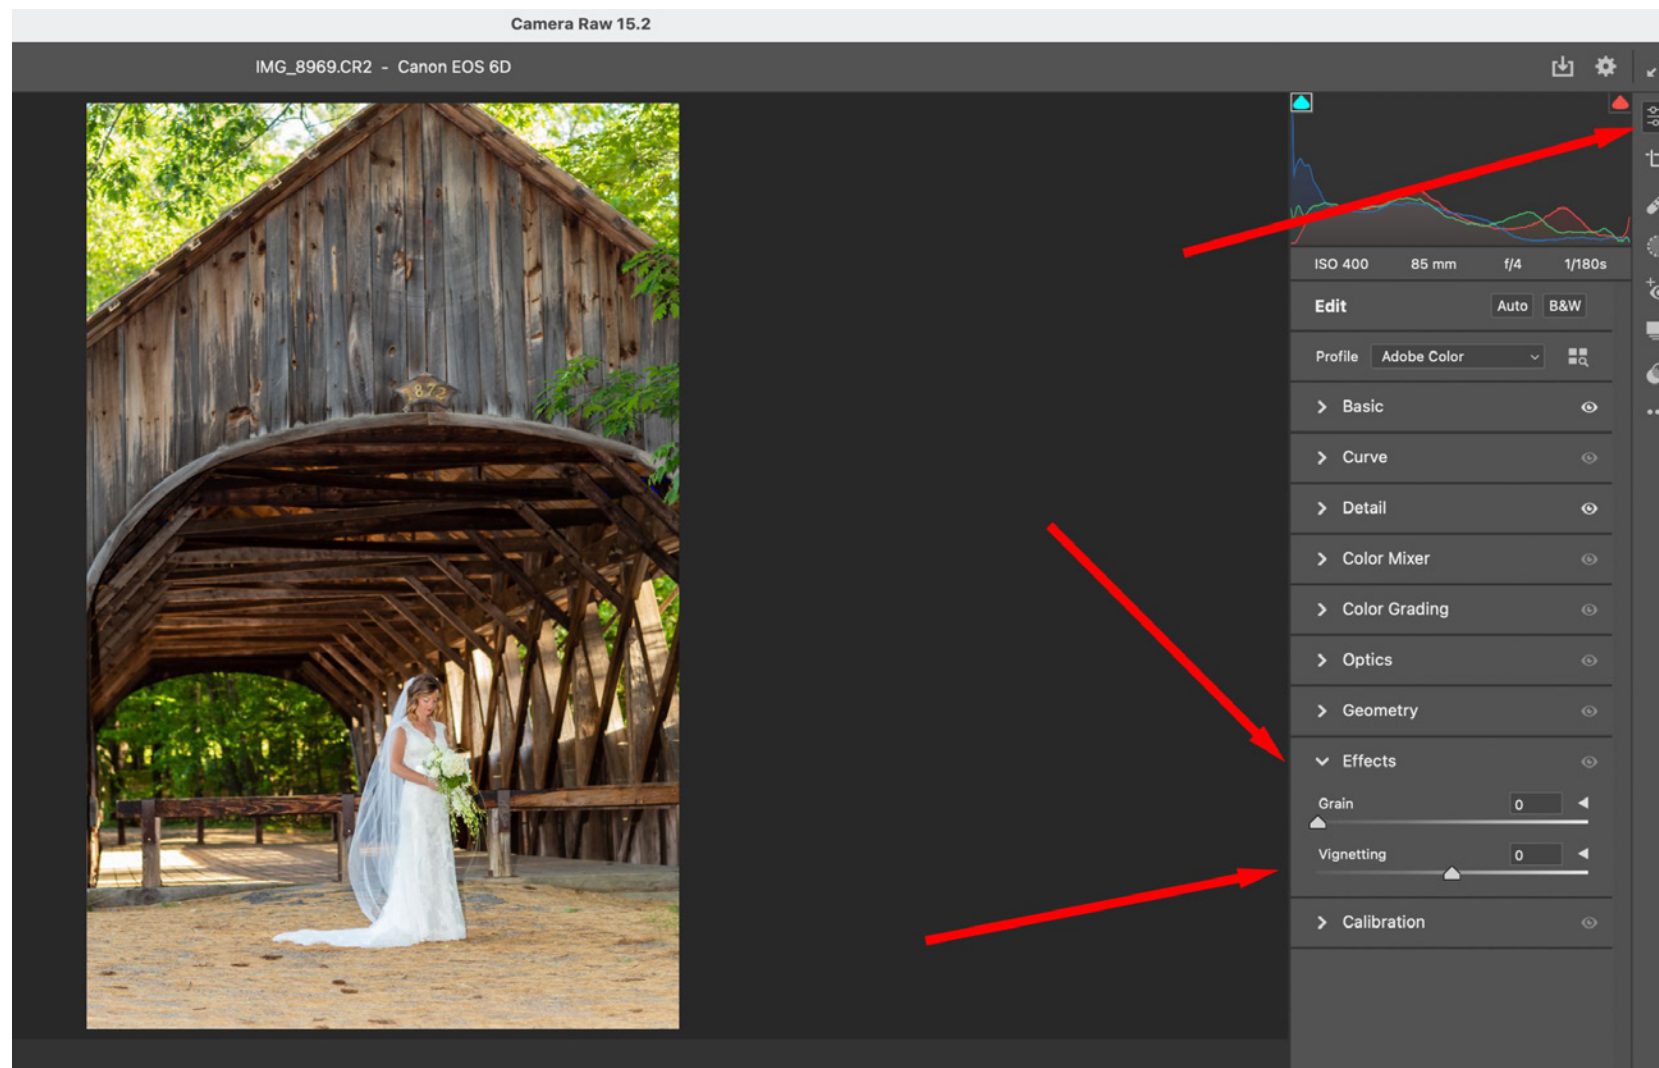 Camera Raw 15.2
IMG_8969.CR2 - Canon EOS 6D
1872
ISO 400 85 mm f/4 1/180s
Edit Auto B&W
Profile Adobe Color
Basic
Curve
Detail
Color Mixer
Color Grading
Optics
Geometry
Effects
Grain 0
Vignetting 0
Calibration